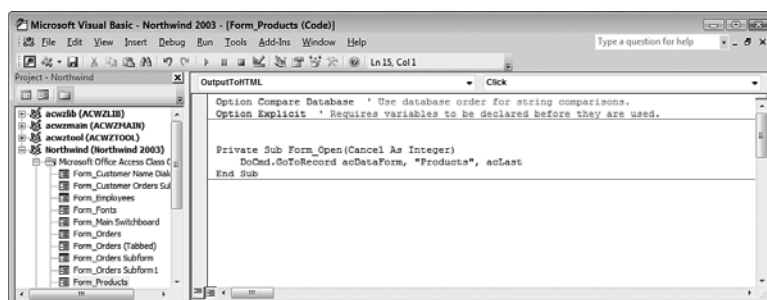 Microsoft Visual Basic - Northwind 2003 - [Form_Products (Code)]
File Edit View Insert Debug Run Tools Add-Ins Window Help
Type a question for help
Ln 15, Col 1
Project - Northwind
OutputToHTML
Click
acwzlib (ACWZLIB)
acwzmain (ACWZMAIN)
acwztool (ACWZTOOL)
Northwind (Northwind 2003)
Microsoft Office Access Class O
Form_Customer Name Dialo
Form_Customer Orders Sul
Form_Employees
Form_Fonts
Form_Main Switchboard
Form_Orders
Form_Orders (Tabbed)
Form_Orders Subform
Form_Orders Subform1
Form_Products
Option Compare Database ' Use database order for string comparisons.
Option Explicit ' Requires variables to be declared before they are used.
Private Sub Form_Open(Cancel As Integer)
DoCmd.GoToRecord acDataForm, "Products", acLast
End Sub